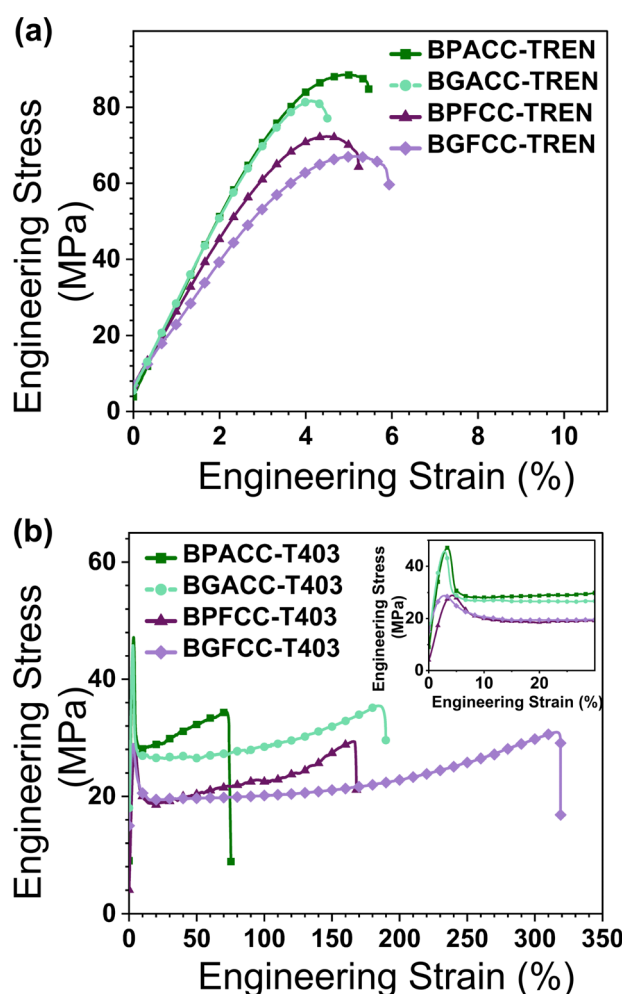 (a)
BPACC-TREN
BGACC-TREN
BPFCC-TREN
BGFCC-TREN
Engineering Stress
(MPa)
80
60
40
20
0
0 2 4 6 8 10
Engineering Strain (%)
(b)
BPACC-T403
BGACC-T403
BPFCC-T403
BGFCC-T403
Engineering Stress
(MPa)
60
40
20
0
0 50 100 150 200 250 300 350
Engineering Strain (%)
Engineering Stress
(MPa)
40
20
0
0 10 20
Engineering Strain (%)